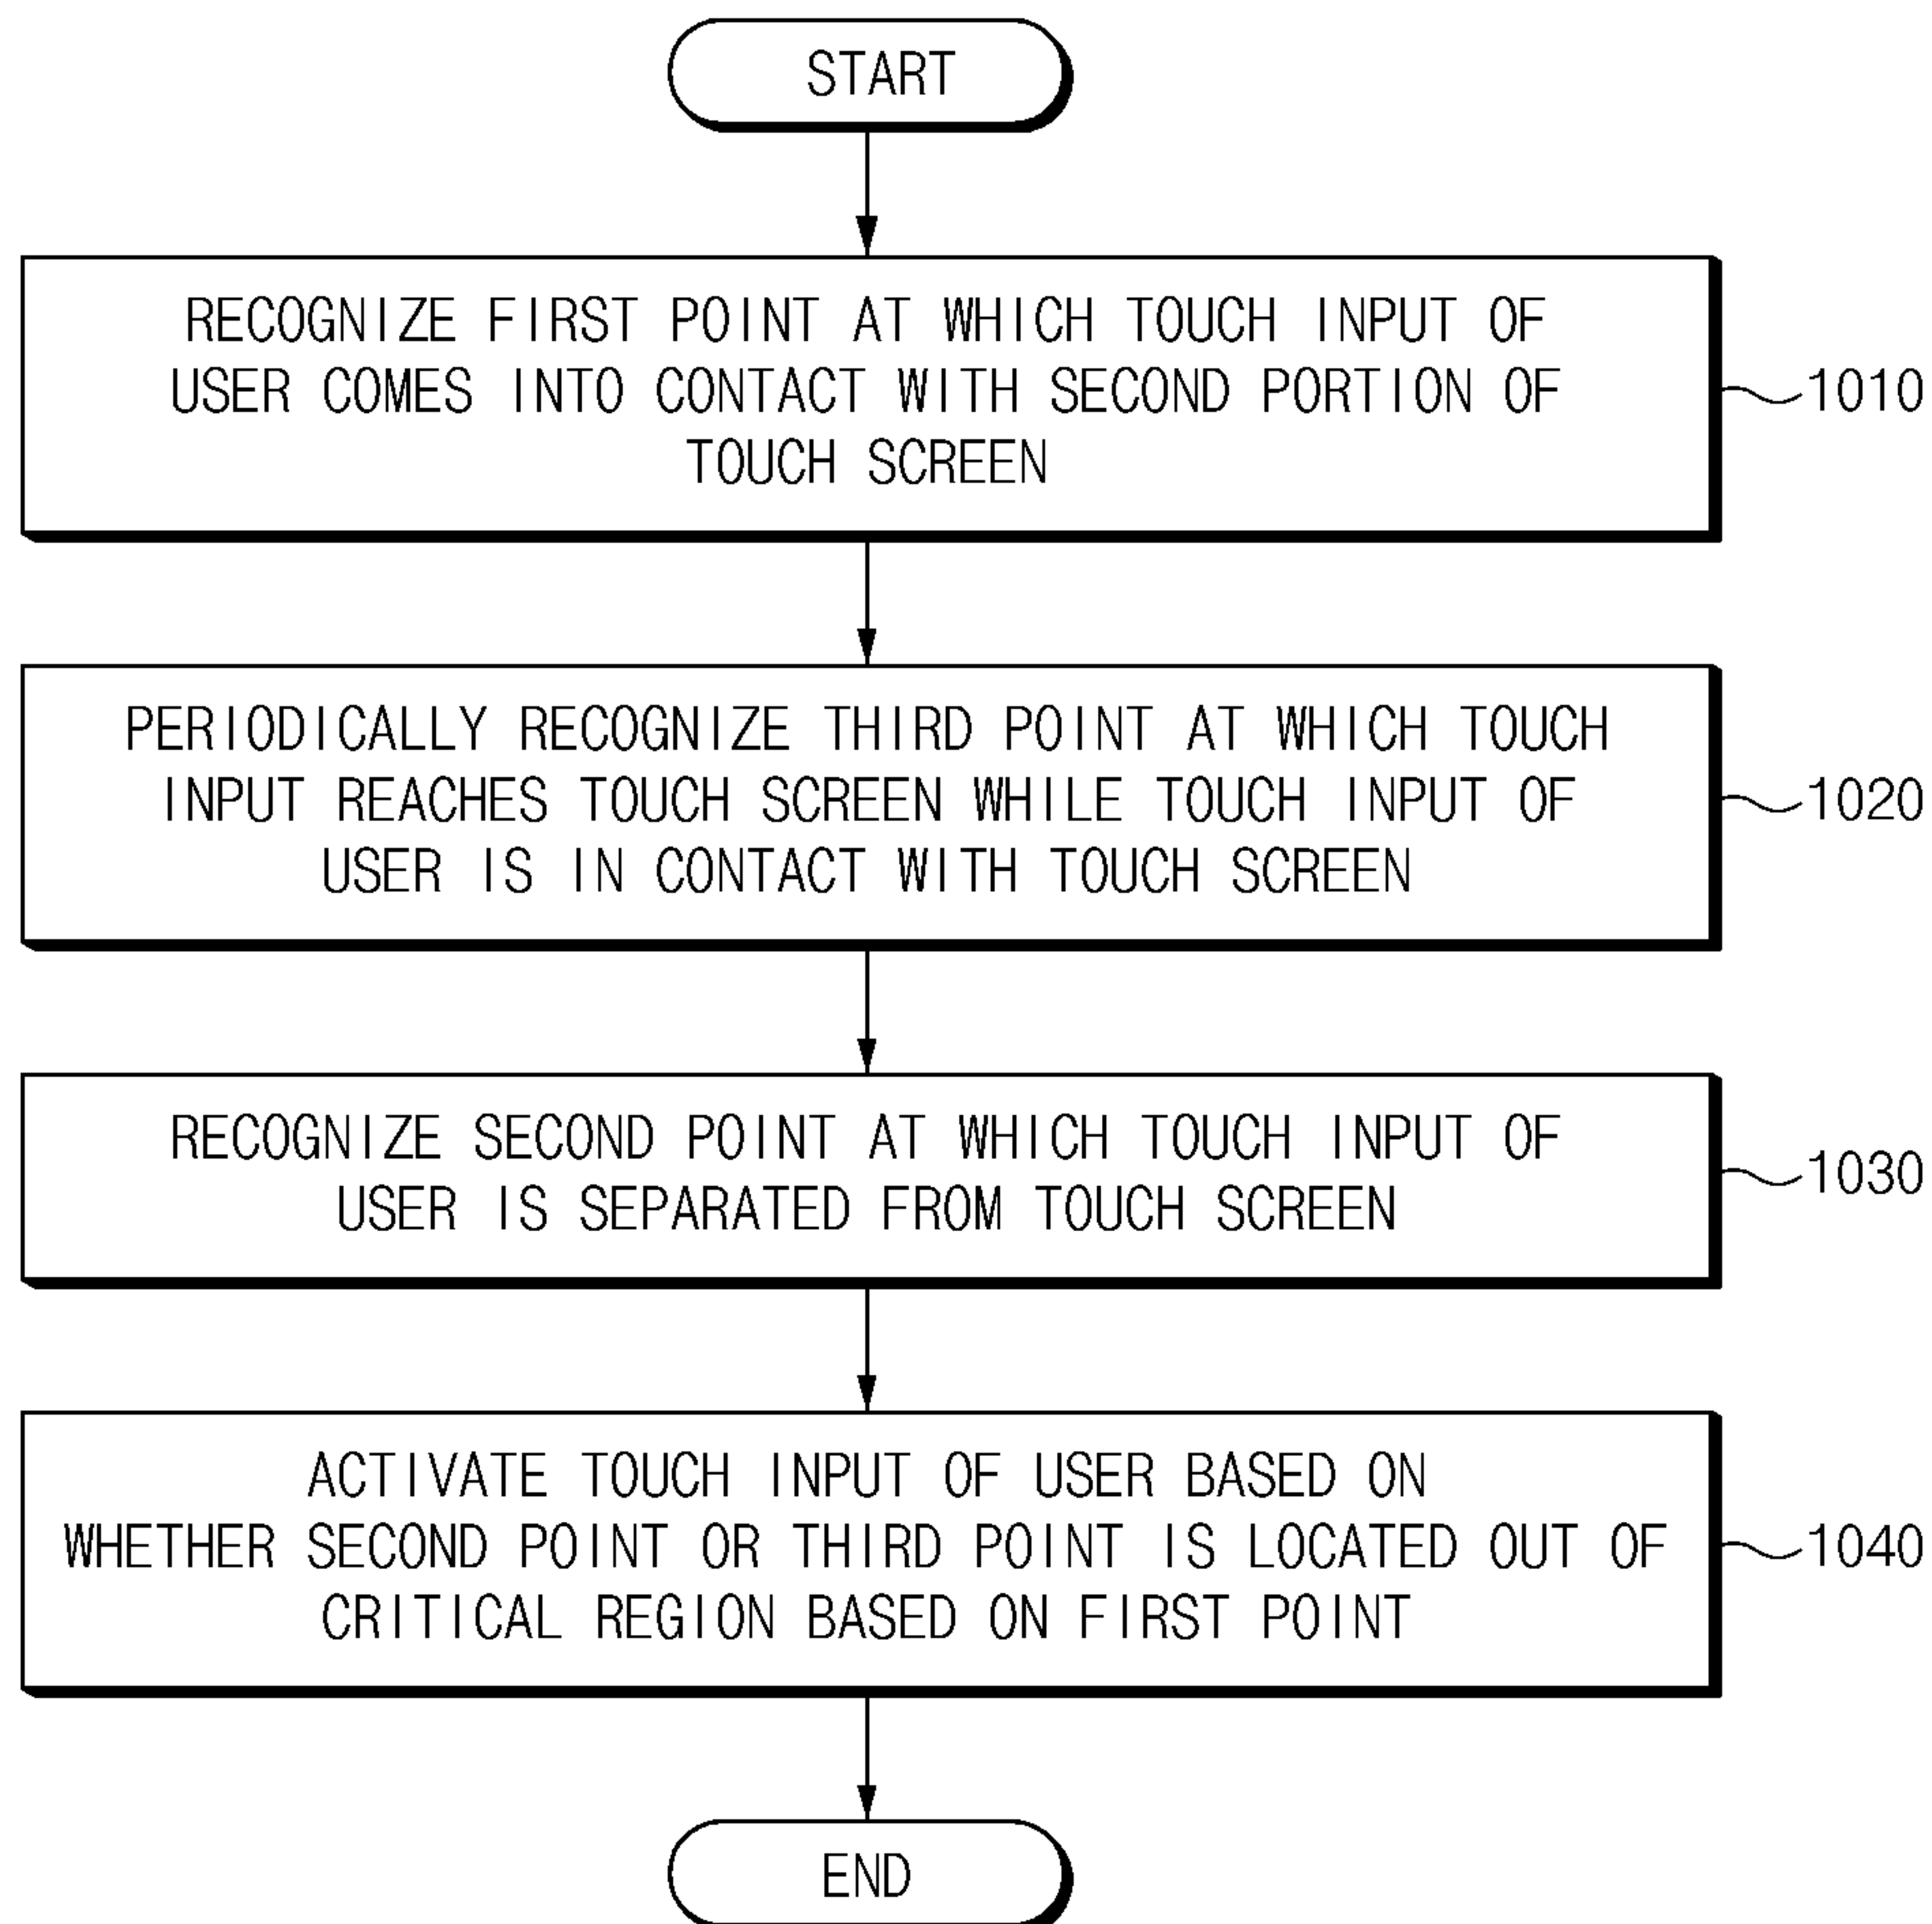 START
RECOGNIZE FIRST POINT AT WHICH TOUCH INPUT OF
USER COMES INTO CONTACT WITH SECOND PORTION OF
TOUCH SCREEN
1010
PERIODICALLY RECOGNIZE THIRD POINT AT WHICH TOUCH
INPUT REACHES TOUCH SCREEN WHILE TOUCH INPUT OF
USER IS IN CONTACT WITH TOUCH SCREEN
1020
RECOGNIZE SECOND POINT AT WHICH TOUCH INPUT OF
USER IS SEPARATED FROM TOUCH SCREEN
1030
ACTIVATE TOUCH INPUT OF USER BASED ON
WHETHER SECOND POINT OR THIRD POINT IS LOCATED OUT OF
CRITICAL REGION BASED ON FIRST POINT
1040
END